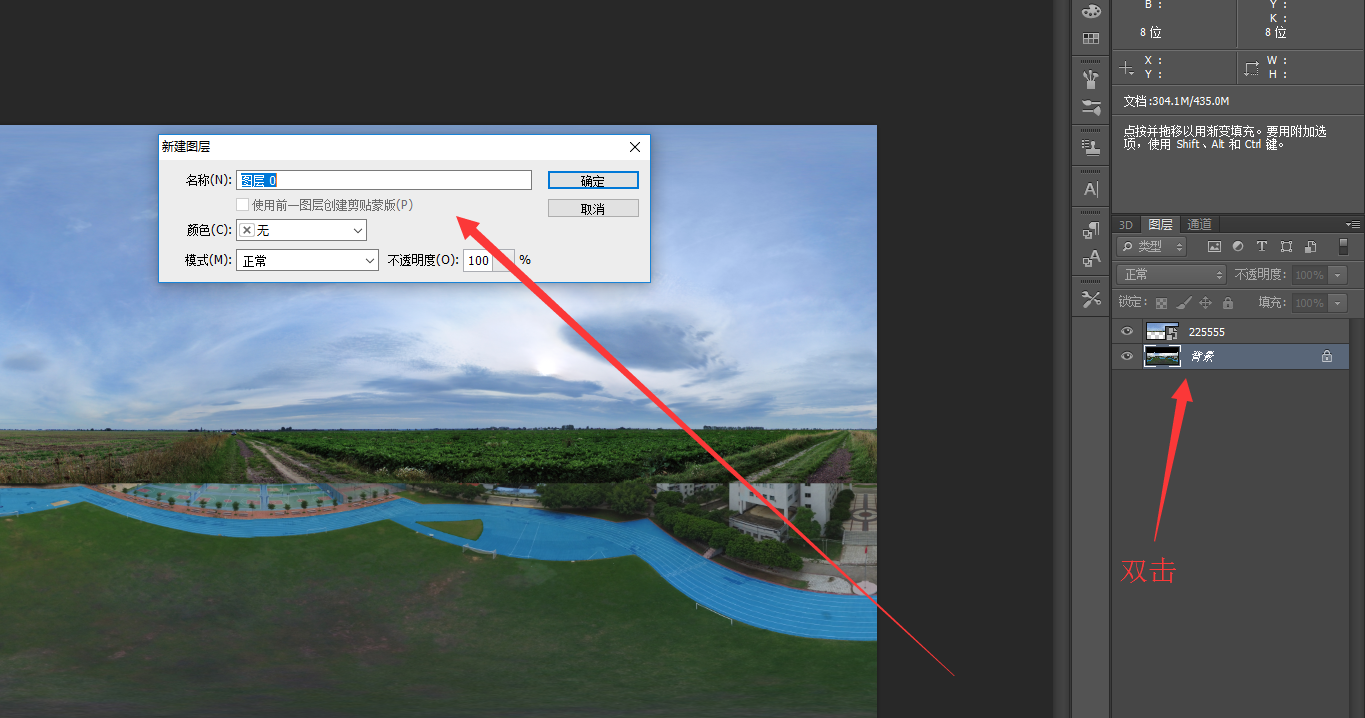 新建图层
名称(N): 图层 0
确定
使用前一图层创建剪贴蒙版(P)
取消
颜色(C): 无
模式(M): 正常 不透明度(O): 100 %
B : Y :
K :
8 位 8 位
X : W :
Y : H :
文档:304.1M/435.0M
点按并拖移以用渐变填充。要用附加选
项，使用 Shift、Alt 和 Ctrl 键。
3D 图层 通道
类型
正常 不透明度: 100%
锁定: 填充: 100%
225555
背景
双击